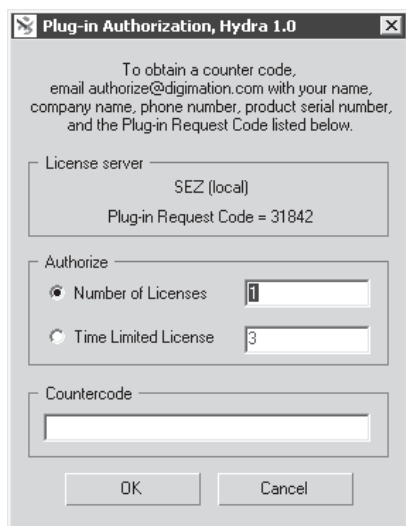 Plug-in Authorization, Hydra 1.0
To obtain a counter code,
email authorize@digimation.com with your name,
company name, phone number, product serial number,
and the Plug-in Request Code listed below.
License server
SEZ (local)
Plug-in Request Code = 31842
Authorize
Number of Licenses 1
Time Limited License 3
Countercode
OK Cancel